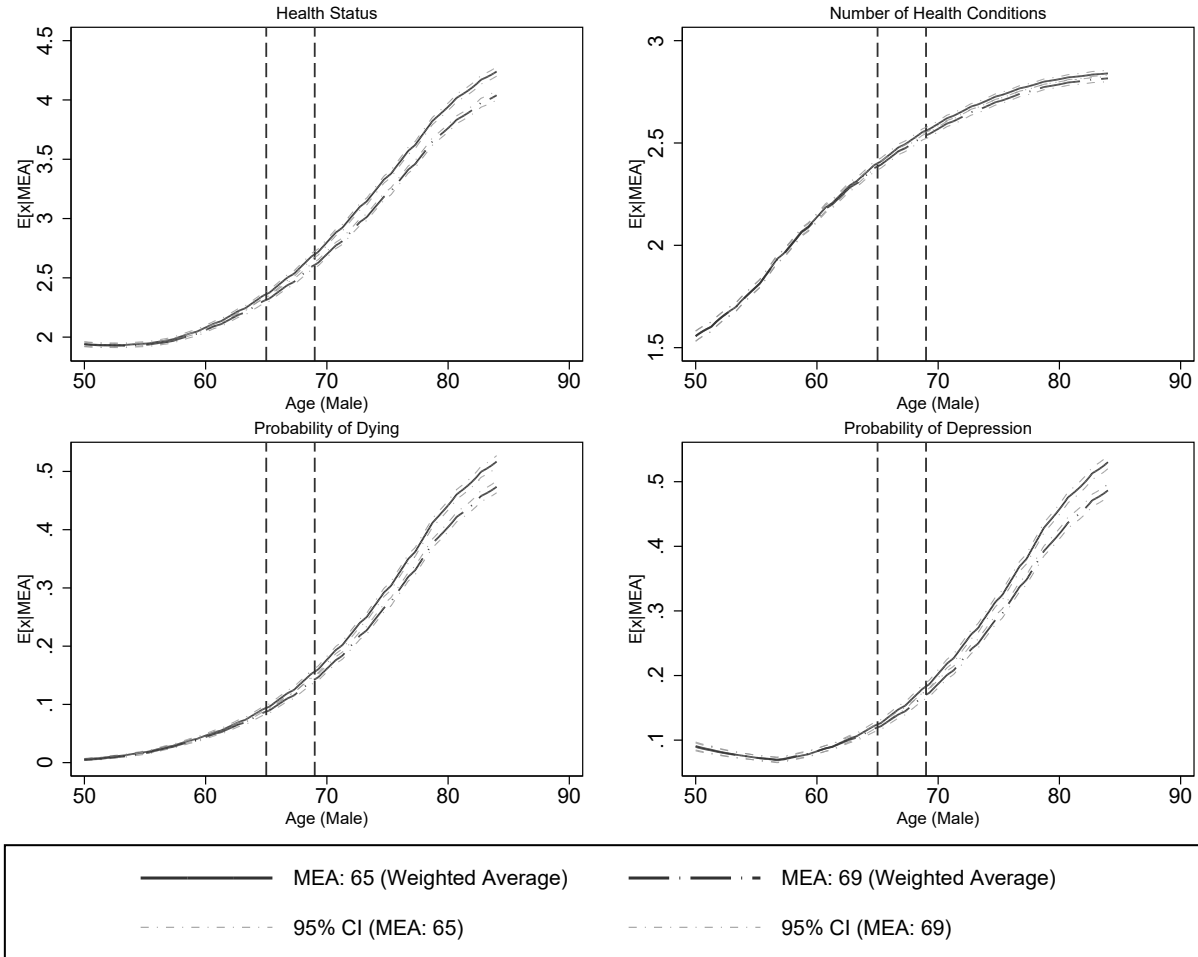 Health Status
4.5
4
3.5
3
2.5
2
E[x|MEA]
50 60 70 80 90
Age (Male)
Number of Health Conditions
3
2.5
2
1.5
E[x|MEA]
50 60 70 80 90
Age (Male)
Probability of Dying
.5
.4
.3
.2
.1
0
E[x|MEA]
50 60 70 80 90
Age (Male)
Probability of Depression
.5
.4
.3
.2
.1
E[x|MEA]
50 60 70 80 90
Age (Male)
MEA: 65 (Weighted Average)
MEA: 69 (Weighted Average)
95% CI (MEA: 65)
95% CI (MEA: 69)